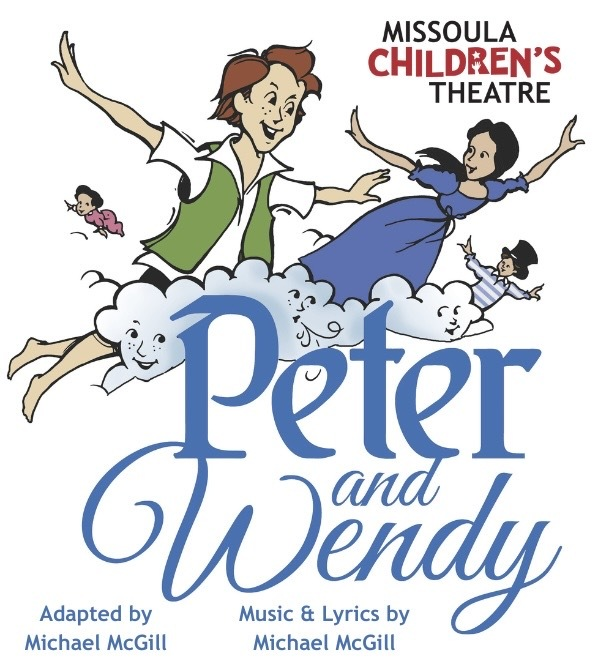 MISSOULA
CHILDREN'S
THEATRE
Peter
and
Wendy
Adapted by
Michael McGill
Music & Lyrics by
Michael McGill